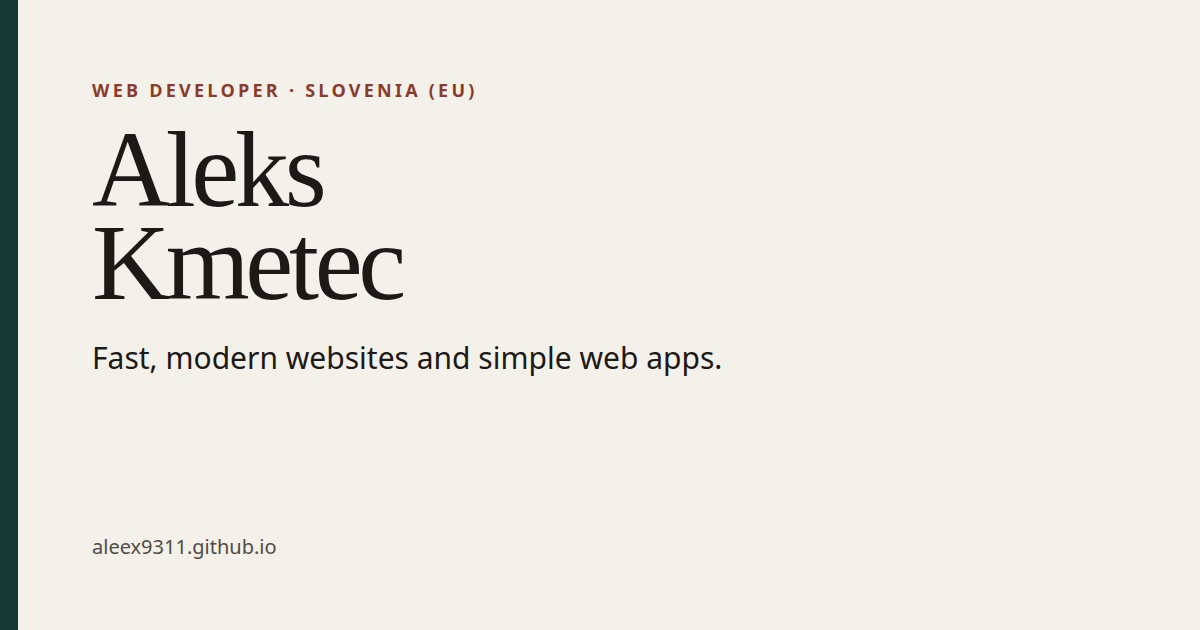 WEB DEVELOPER · SLOVENIA (EU)
Aleks
Kmetec
Fast, modern websites and simple web apps.
aleex9311.github.io